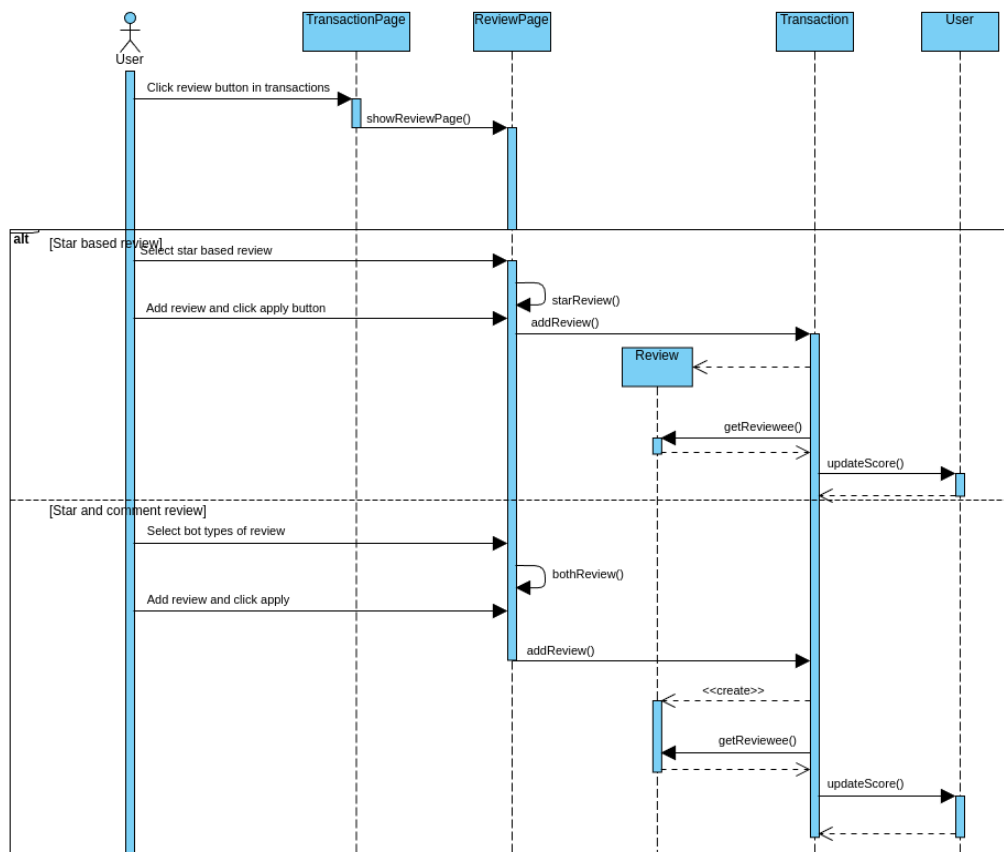 TransactionPage
ReviewPage
Transaction
User
User
Click review button in transactions
showReviewPage()
alt
[Star based review]
Select star based review
starReview()
Add review and click apply button
addReview()
Review
getReviewee()
updateScore()
[Star and comment review]
Select bot types of review
bothReview()
Add review and click apply
addReview()
<<create>>
getReviewee()
updateScore()